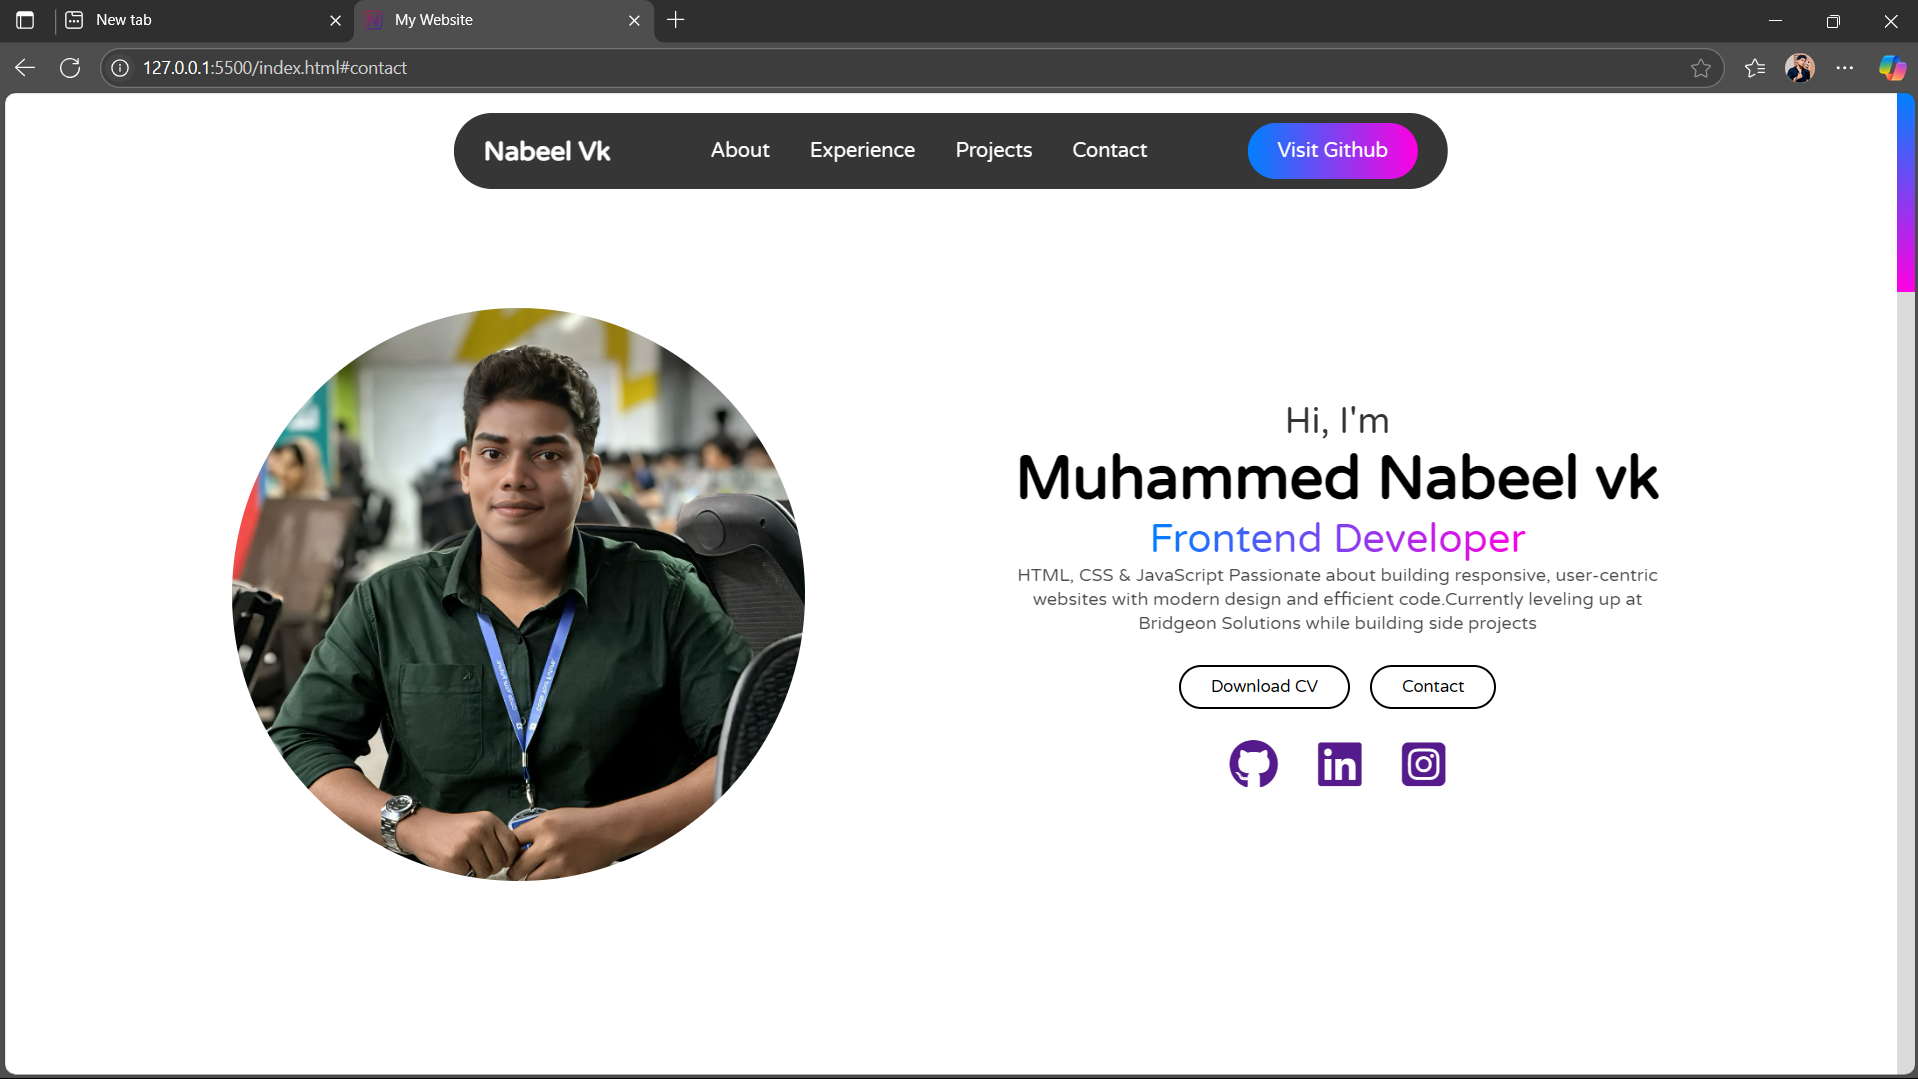 New tab
My Website
127.0.0.1:5500/index.html#contact
Nabeel Vk
About
Experience
Projects
Contact
Visit Github
Hi, I'm
Muhammed Nabeel vk
Frontend Developer
HTML, CSS & JavaScript Passionate about building responsive, user-centric
websites with modern design and efficient code.Currently leveling up at
Bridgeon Solutions while building side projects
Download CV
Contact
in